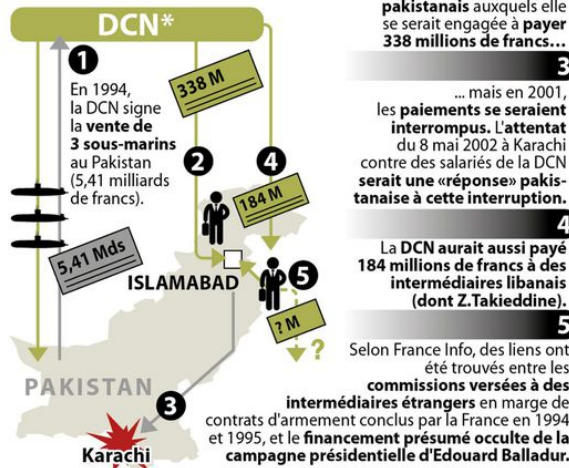 DCN*
1
En 1994,
la DCN signe
la vente de
3 sous-marins
au Pakistan
(5,41 milliards
de francs).
338 M
2
4
184 M
5,41 Mds
ISLAMABAD
5
? M
?
PAKISTAN
3
Karachi
pakistanais auxquels elle
se serait engagée à payer
338 millions de francs...
3
... mais en 2001,
les paiements se seraient
interrompus. L'attentat
du 8 mai 2002 à Karachi
contre des salariés de la DCN
serait une «réponse» pakis-
tanaise à cette interruption.
4
La DCN aurait aussi payé
184 millions de francs à des
intermédiaires libanais
(dont Z.Takieddine).
5
Selon France Info, des liens ont
été trouvés entre les
commissions versées à des
intermédiaires étrangers en marge de
contrats d'armement conclus par la France en 1994
et 1995, et le financement présumé occulte de la
campagne présidentielle d'Edouard Balladur.